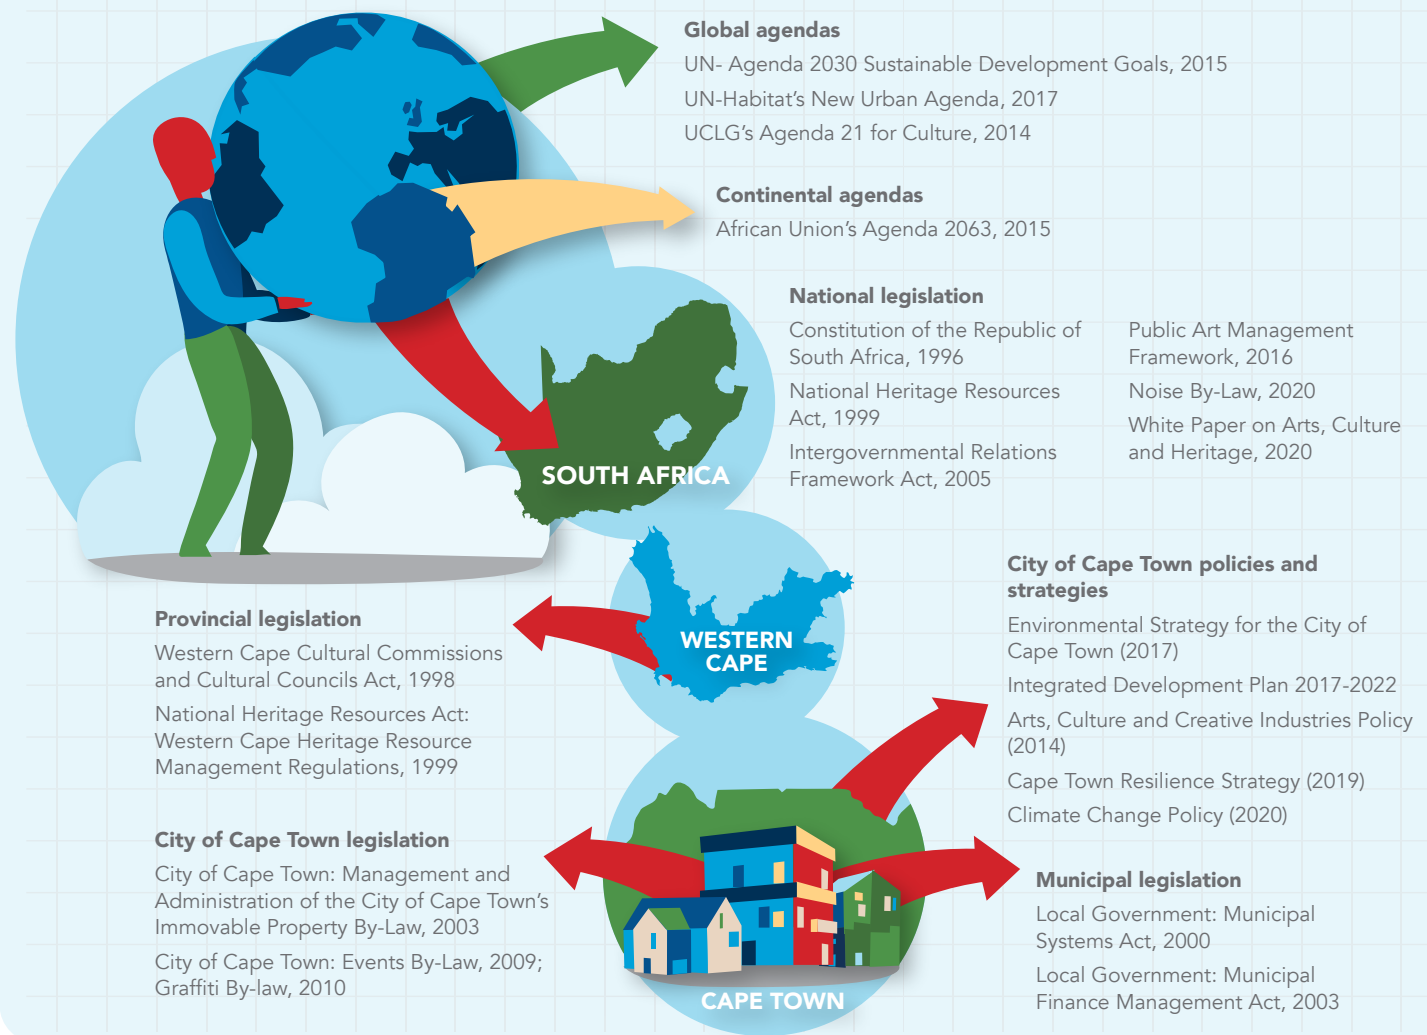 Global agendas
UN- Agenda 2030 Sustainable Development Goals, 2015
UN-Habitat’s New Urban Agenda, 2017
UCLG’s Agenda 21 for Culture, 2014
Continental agendas
African Union’s Agenda 2063, 2015
National legislation
Constitution of the Republic of
South Africa, 1996
National Heritage Resources
Act, 1999
Intergovernmental Relations
Framework Act, 2005
Public Art Management
Framework, 2016
Noise By-Law, 2020
White Paper on Arts, Culture
and Heritage, 2020
SOUTH AFRICA
WESTERN
CAPE
Provincial legislation
Western Cape Cultural Commissions
and Cultural Councils Act, 1998
National Heritage Resources Act:
Western Cape Heritage Resource
Management Regulations, 1999
City of Cape Town policies and
strategies
Environmental Strategy for the City of
Cape Town (2017)
Integrated Development Plan 2017-2022
Arts, Culture and Creative Industries Policy
(2014)
Cape Town Resilience Strategy (2019)
Climate Change Policy (2020)
City of Cape Town legislation
City of Cape Town: Management and
Administration of the City of Cape Town’s
Immovable Property By-Law, 2003
City of Cape Town: Events By-Law, 2009;
Graffiti By-law, 2010
CAPE TOWN
Municipal legislation
Local Government: Municipal
Systems Act, 2000
Local Government: Municipal
Finance Management Act, 2003